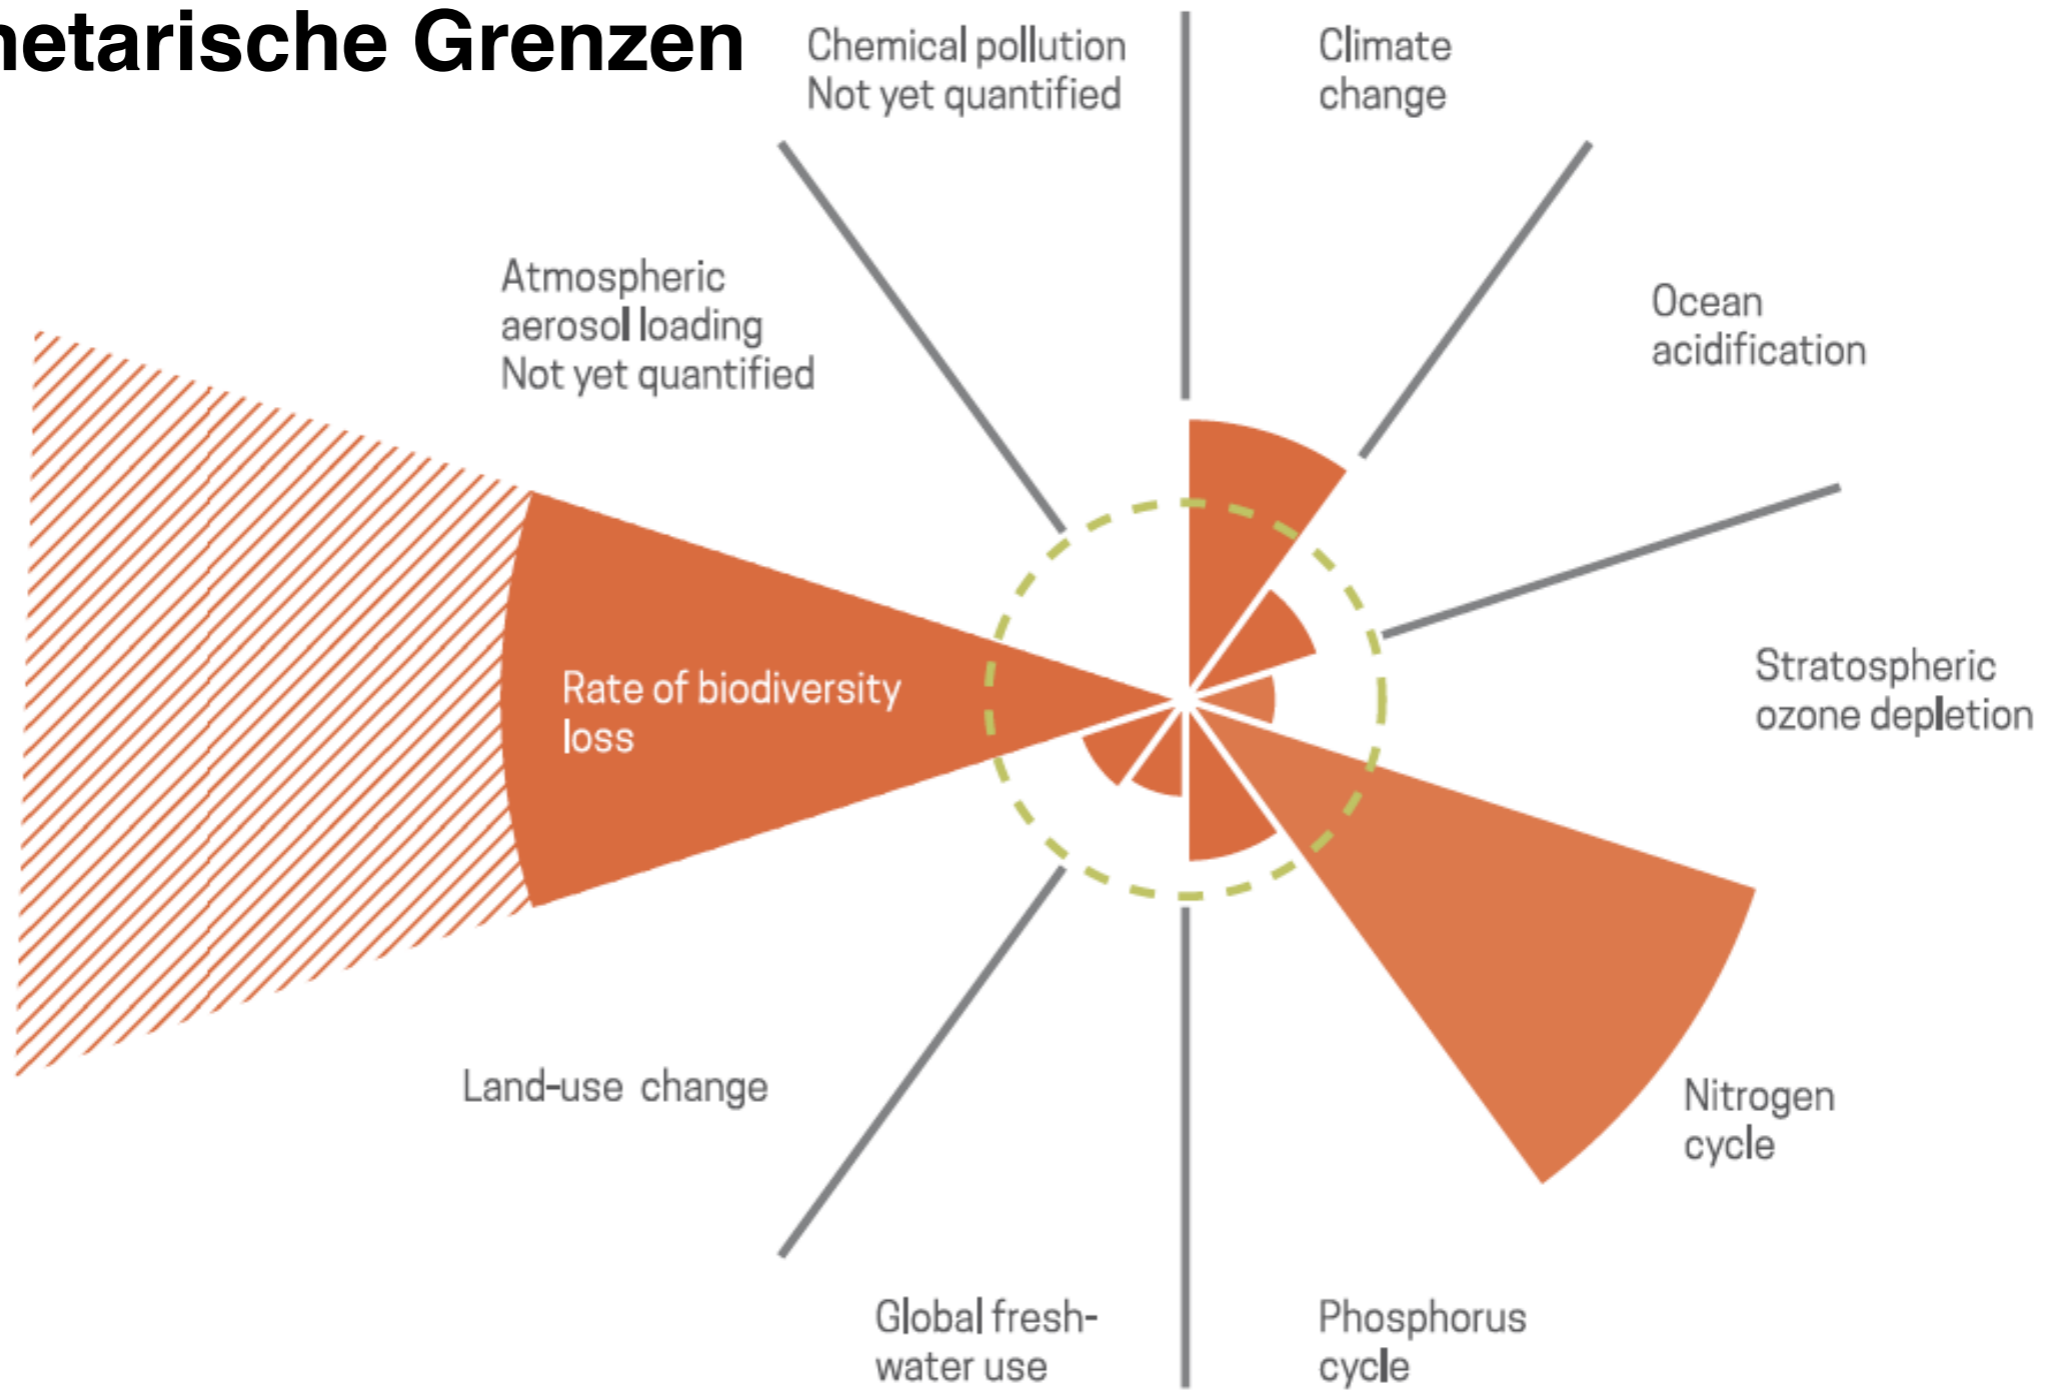 netarische Grenzen
Chemical pollution
Not yet quantified
Climate
change
Atmospheric
aerosol loading
Not yet quantified
Ocean
acidification
Stratospheric
ozone depletion
Rate of biodiversity
loss
Nitrogen
cycle
Land-use change
Global fresh-
water use
Phosphorus
cycle